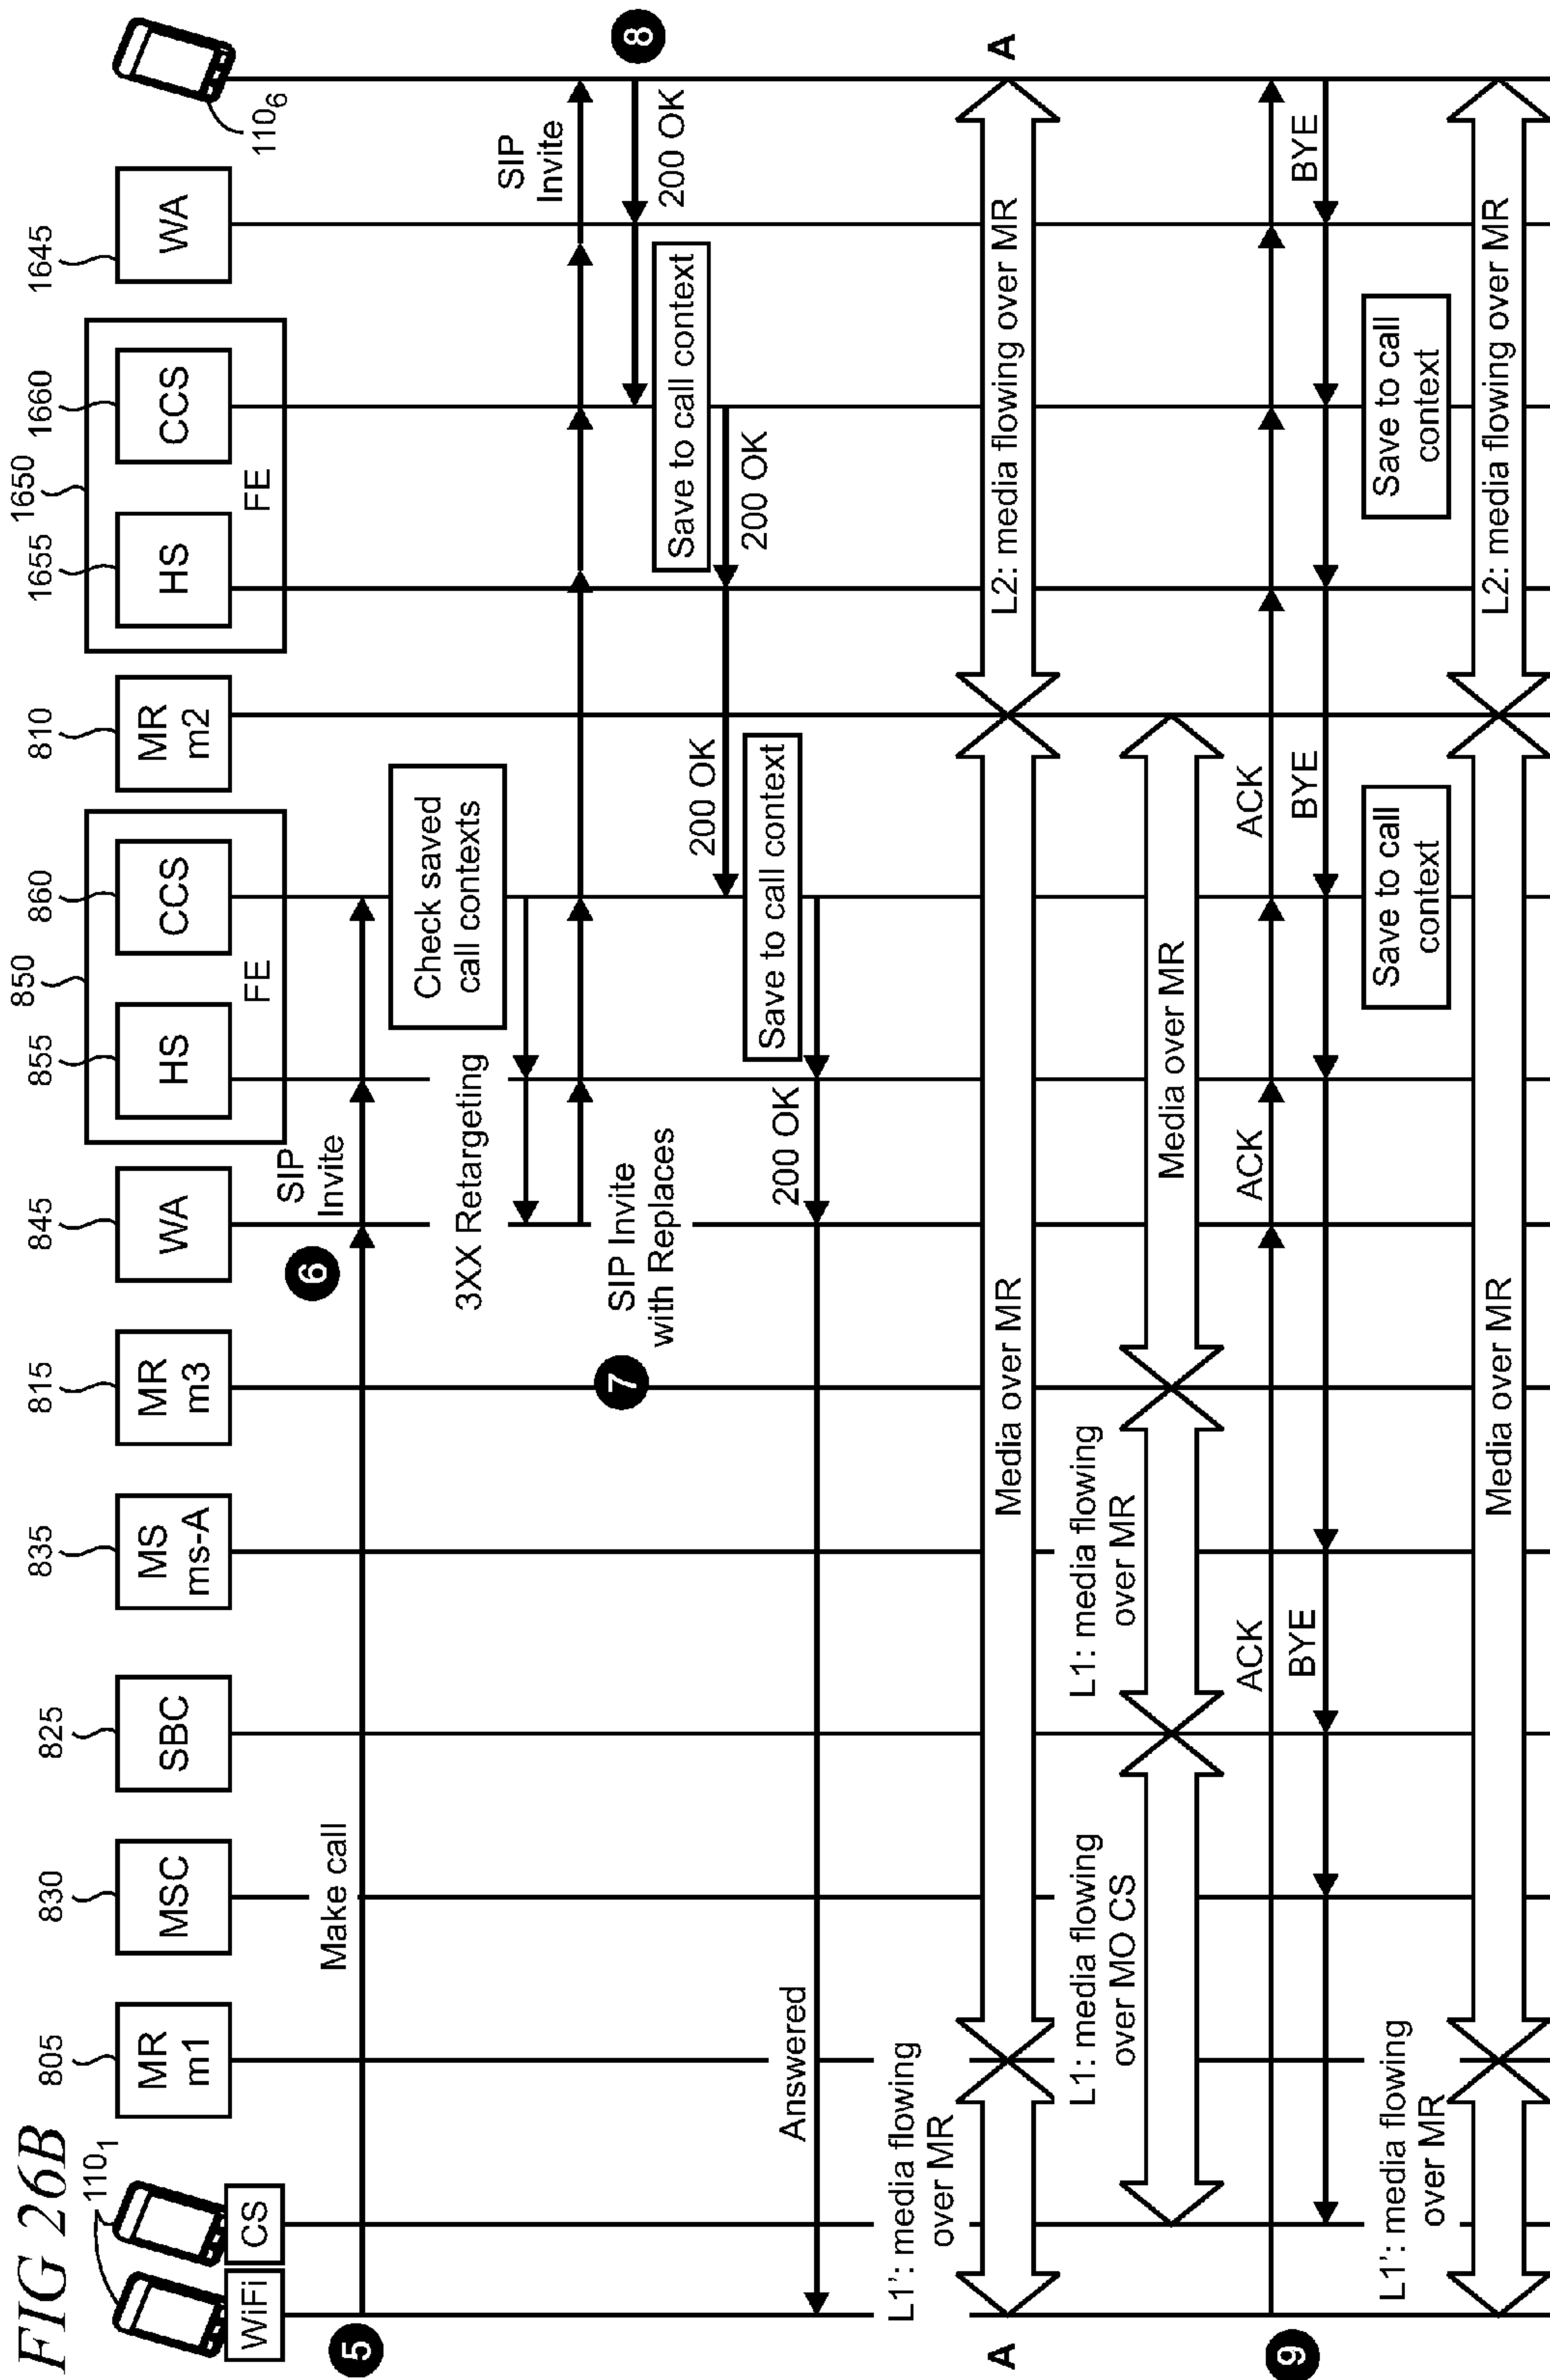 FIG 26B
110₁
WiFi
CS
805
MR
m1
830
MSC
825
SBC
835
MS
ms-A
815
MR
m3
845
WA
850
855
HS
860
CCS
FE
810
MR
m2
1650
1655
HS
1660
CCS
FE
1645
WA
110₆
5
Make call
6
SIP
Invite
Check saved
call contexts
3XX Retargeting
7
SIP Invite
with Replaces
SIP
Invite
8
200 OK
Save to call context
200 OK
200 OK
Save to call context
200 OK
Answered
L1': media flowing
over MR
A
Media over MR
L2: media flowing over MR
A
L1: media flowing
over MO CS
L1: media flowing
over MR
Media over MR
9
ACK
ACK
ACK
BYE
BYE
BYE
Save to call
context
Save to call
context
L1': media flowing
over MR
Media over MR
L2: media flowing over MR